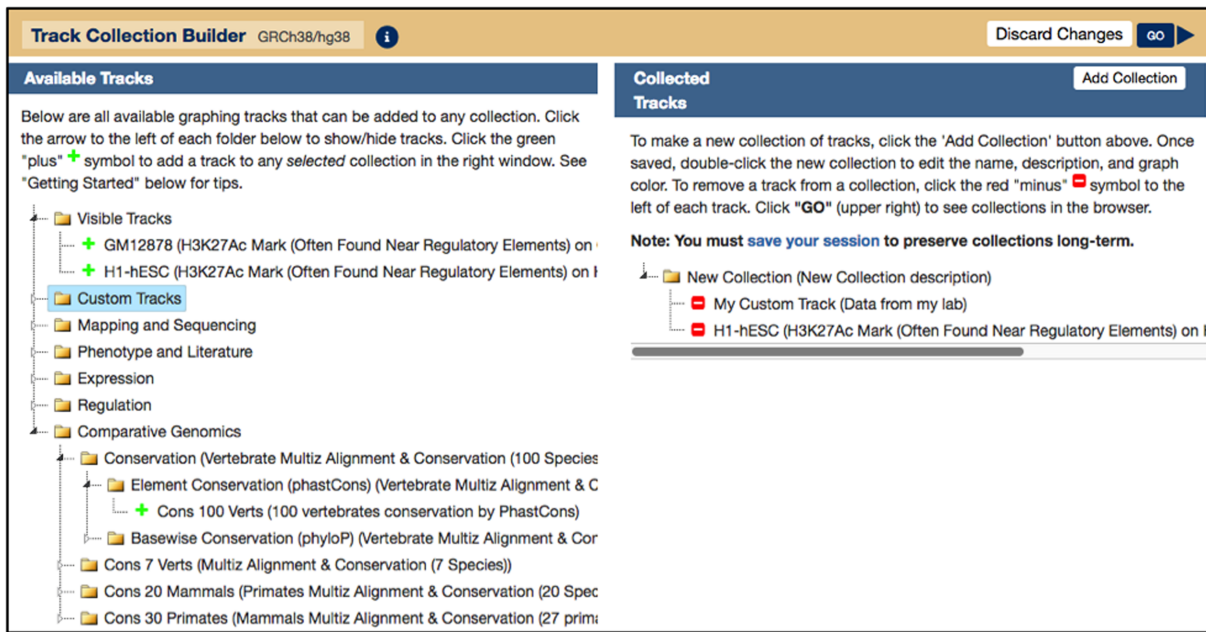 Track Collection Builder GRCh38/hg38 i
Discard Changes GO
Available Tracks
Below are all available graphing tracks that can be added to any collection. Click
the arrow to the left of each folder below to show/hide tracks. Click the green
"plus" + symbol to add a track to any selected collection in the right window. See
"Getting Started" below for tips.
Visible Tracks
GM12878 (H3K27Ac Mark (Often Found Near Regulatory Elements) on
H1-hESC (H3K27Ac Mark (Often Found Near Regulatory Elements) on
Custom Tracks
Mapping and Sequencing
Phenotype and Literature
Expression
Regulation
Comparative Genomics
Conservation (Vertebrate Multiz Alignment & Conservation (100 Species
Element Conservation (phastCons) (Vertebrate Multiz Alignment & C
Cons 100 Verts (100 vertebrates conservation by PhastCons)
Basewise Conservation (phyloP) (Vertebrate Multiz Alignment & Con
Cons 7 Verts (Multiz Alignment & Conservation (7 Species))
Cons 20 Mammals (Primates Multiz Alignment & Conservation (20 Spec
Cons 30 Primates (Mammals Multiz Alignment & Conservation (27 prima
Collected
Tracks
Add Collection
To make a new collection of tracks, click the 'Add Collection' button above. Once
saved, double-click the new collection to edit the name, description, and graph
color. To remove a track from a collection, click the red "minus" symbol to the
left of each track. Click "GO" (upper right) to see collections in the browser.
Note: You must save your session to preserve collections long-term.
New Collection (New Collection description)
My Custom Track (Data from my lab)
H1-hESC (H3K27Ac Mark (Often Found Near Regulatory Elements) on